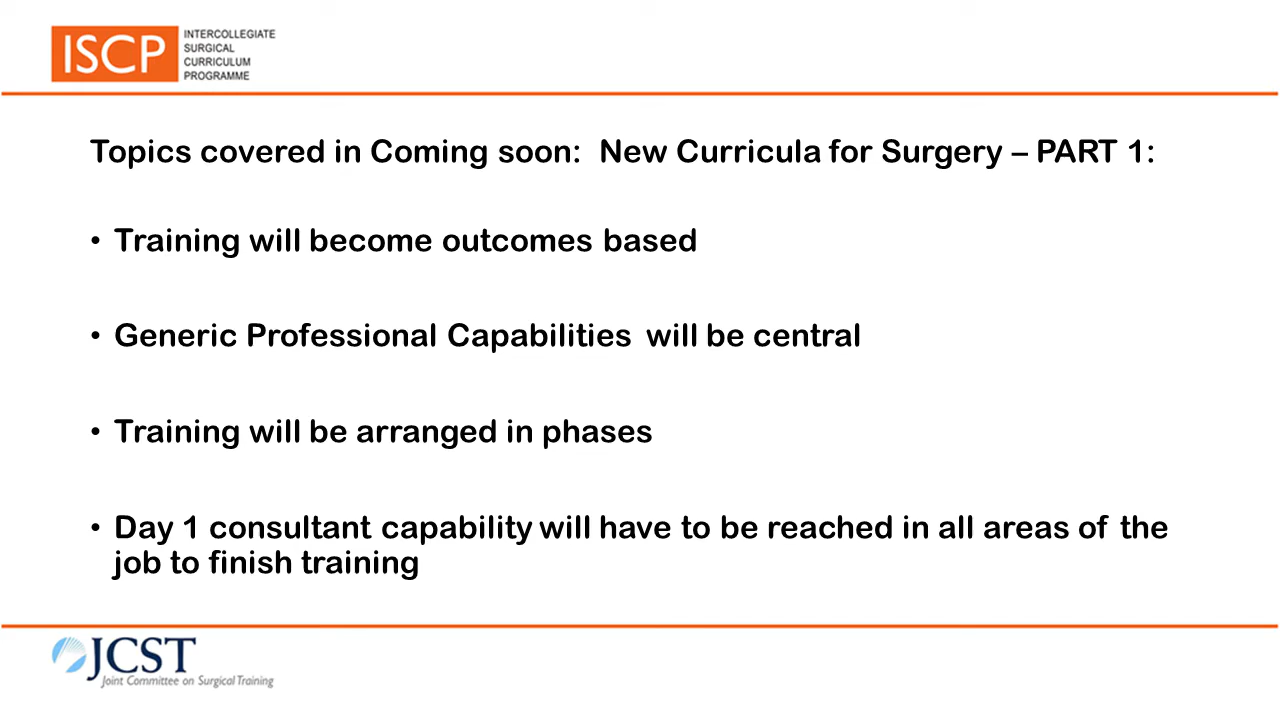 ISCP
INTERCOLLEGIATE
SURGICAL
CURRICULUM
PROGRAMME
Topics covered in Coming soon: New Curricula for Surgery – PART 1:
• Training will become outcomes based
• Generic Professional Capabilities will be central
• Training will be arranged in phases
• Day 1 consultant capability will have to be reached in all areas of the
job to finish training
JCST
Joint Committee on Surgical Training